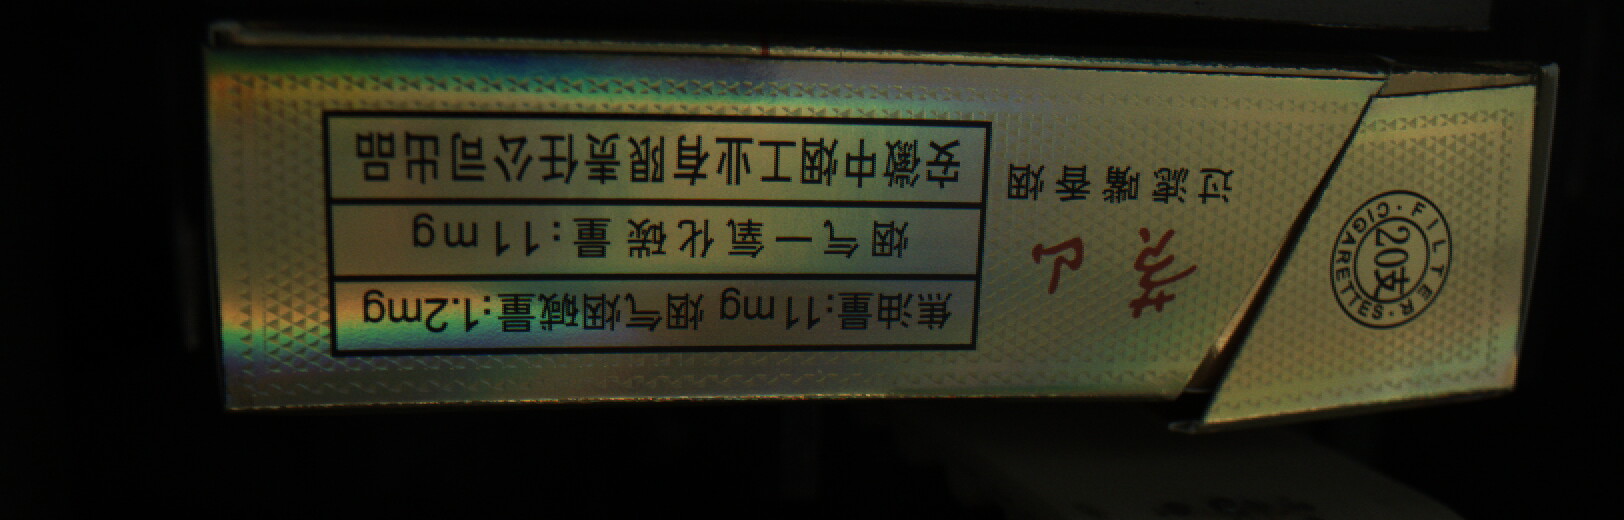 FILTER·CIGARETTES·
20支
黄山
过滤嘴香烟
焦油量:11mg 烟气烟碱量:1.2mg
烟气一氧化碳量:11mg
安徽中烟工业有限责任公司出品